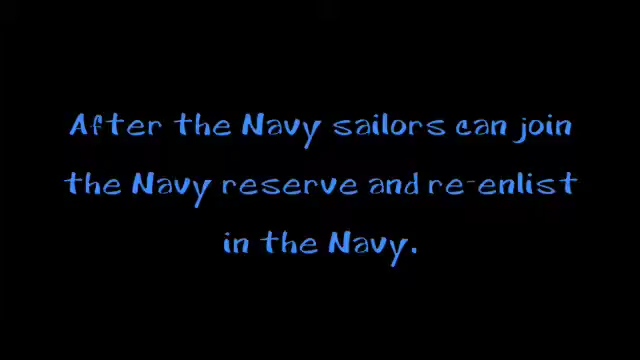 After the Navy sailors can join
the Navy reserve and re-enlist
in the Navy.